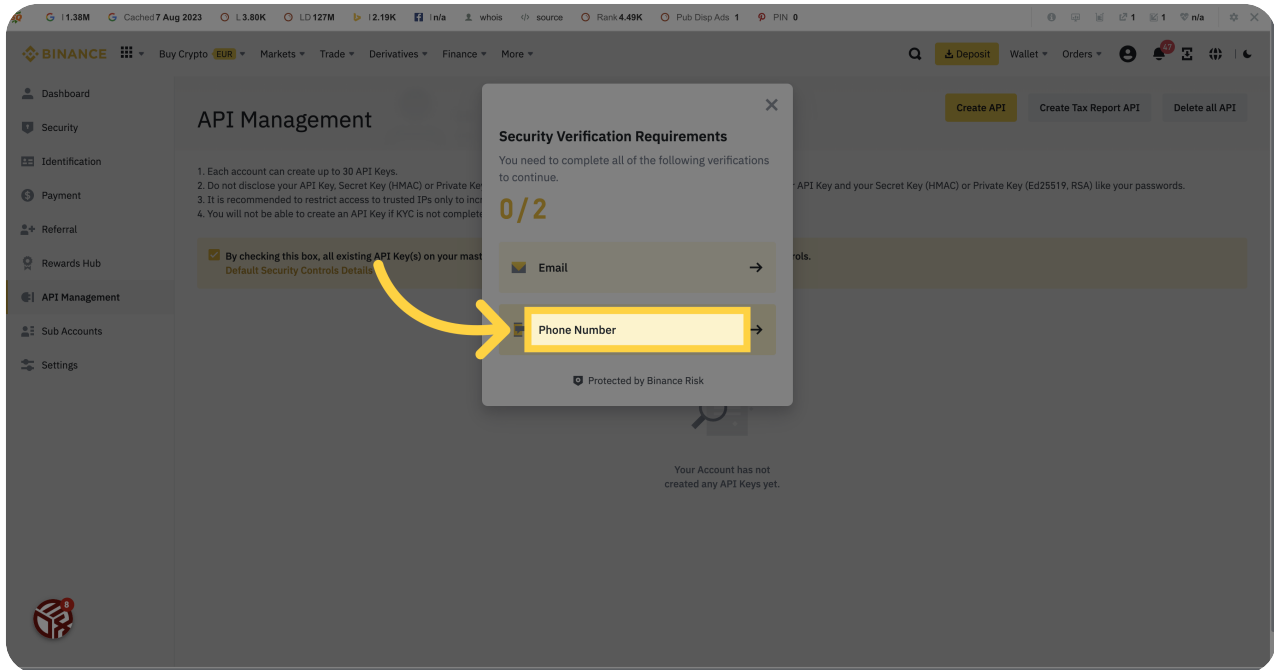 I 1.38M Cached 7 Aug 2023 L 3.80K LD 127M I 2.19K I n/a whois </> source Rank 4.49K Pub Disp Ads 1 PIN 0 1 1 n/a
BINANCE Buy Crypto EUR Markets Trade Derivatives Finance More Deposit Wallet Orders 47
Dashboard
Security
Identification
Payment
Referral
Rewards Hub
API Management
Sub Accounts
Settings
API Management
Create API Create Tax Report API Delete all API
1. Each account can create up to 30 API Keys.
2. Do not disclose your API Key, Secret Key (HMAC) or Private Ke
API Key and your Secret Key (HMAC) or Private Key (Ed25519, RSA) like your passwords.
3. It is recommended to restrict access to trusted IPs only to inc
4. You will not be able to create an API Key if KYC is not complete
By checking this box, all existing API Key(s) on your mast
rols.
Default Security Controls Details
Security Verification Requirements
You need to complete all of the following verifications
to continue.
0/2
Email
Phone Number
Protected by Binance Risk
Your Account has not
created any API Keys yet.
8